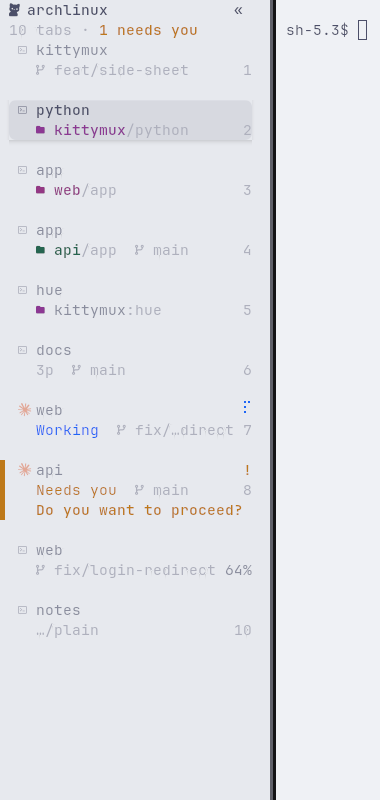 archlinux «
10 tabs · 1 needs you
kittymux
feat/side-sheet 1
python
kittymux/python 2
app
web/app 3
app
api/app main 4
hue
kittymux:hue 5
docs
3p main 6
web
Working fix/…direct 7
api !
Needs you main 8
Do you want to proceed?
web
fix/login-redirect 64%
notes
…/plain 10
sh-5.3$